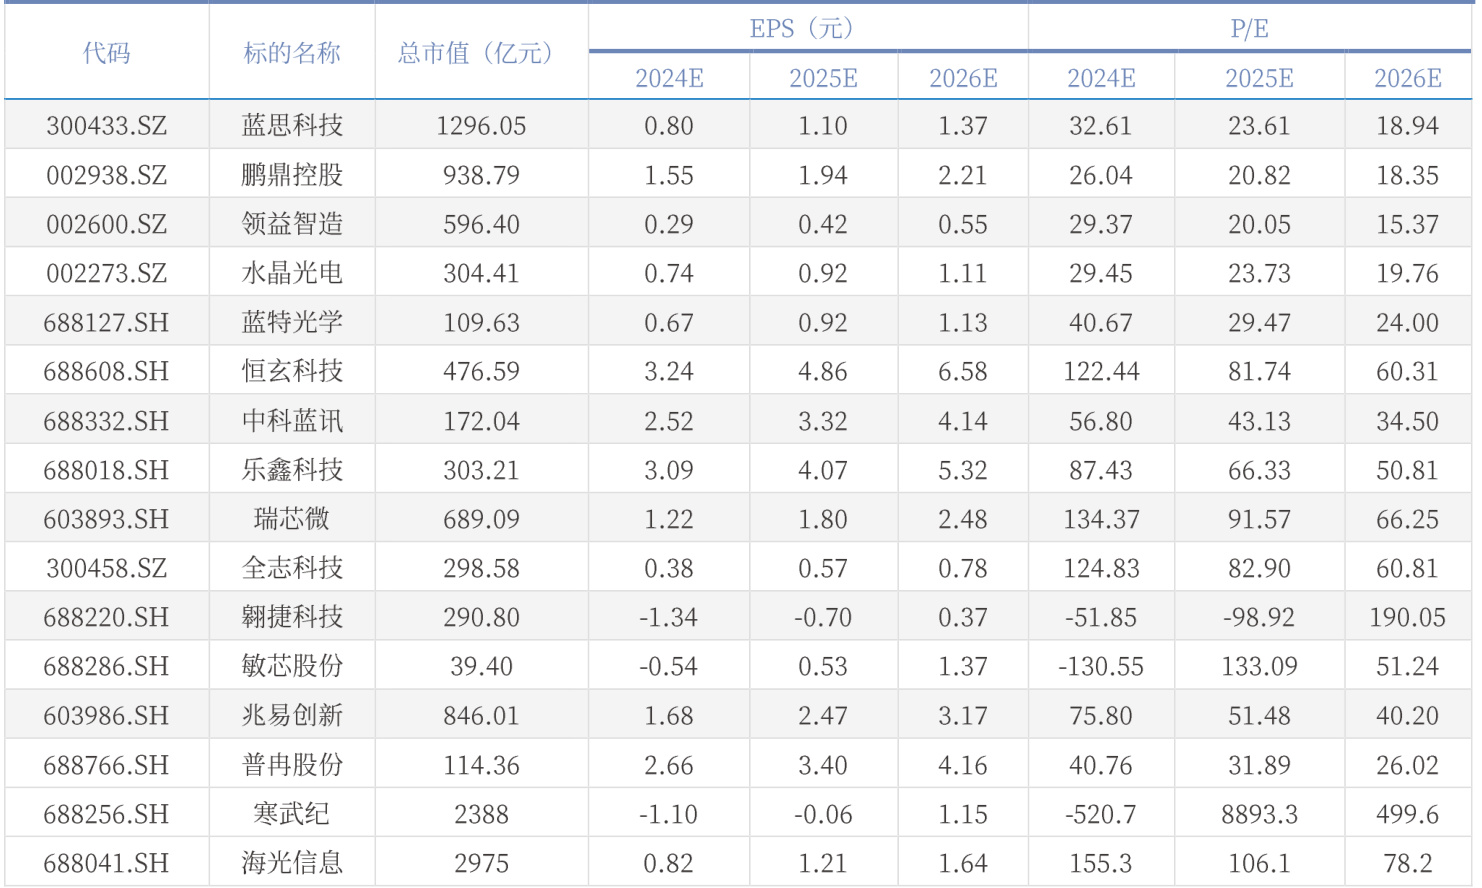 代码 标的名称 总市值（亿元） EPS（元） P/E
2024E 2025E 2026E 2024E 2025E 2026E
300433.SZ 蓝思科技 1296.05 0.80 1.10 1.37 32.61 23.61 18.94
002938.SZ 鹏鼎控股 938.79 1.55 1.94 2.21 26.04 20.82 18.35
002600.SZ 领益智造 596.40 0.29 0.42 0.55 29.37 20.05 15.37
002273.SZ 水晶光电 304.41 0.74 0.92 1.11 29.45 23.73 19.76
688127.SH 蓝特光学 109.63 0.67 0.92 1.13 40.67 29.47 24.00
688608.SH 恒玄科技 476.59 3.24 4.86 6.58 122.44 81.74 60.31
688332.SH 中科蓝讯 172.04 2.52 3.32 4.14 56.80 43.13 34.50
688018.SH 乐鑫科技 303.21 3.09 4.07 5.32 87.43 66.33 50.81
603893.SH 瑞芯微 689.09 1.22 1.80 2.48 134.37 91.57 66.25
300458.SZ 全志科技 298.58 0.38 0.57 0.78 124.83 82.90 60.81
688220.SH 翱捷科技 290.80 -1.34 -0.70 0.37 -51.85 -98.92 190.05
688286.SH 敏芯股份 39.40 -0.54 0.53 1.37 -130.55 133.09 51.24
603986.SH 兆易创新 846.01 1.68 2.47 3.17 75.80 51.48 40.20
688766.SH 普冉股份 114.36 2.66 3.40 4.16 40.76 31.89 26.02
688256.SH 寒武纪 2388 -1.10 -0.06 1.15 -520.7 8893.3 499.6
688041.SH 海光信息 2975 0.82 1.21 1.64 155.3 106.1 78.2